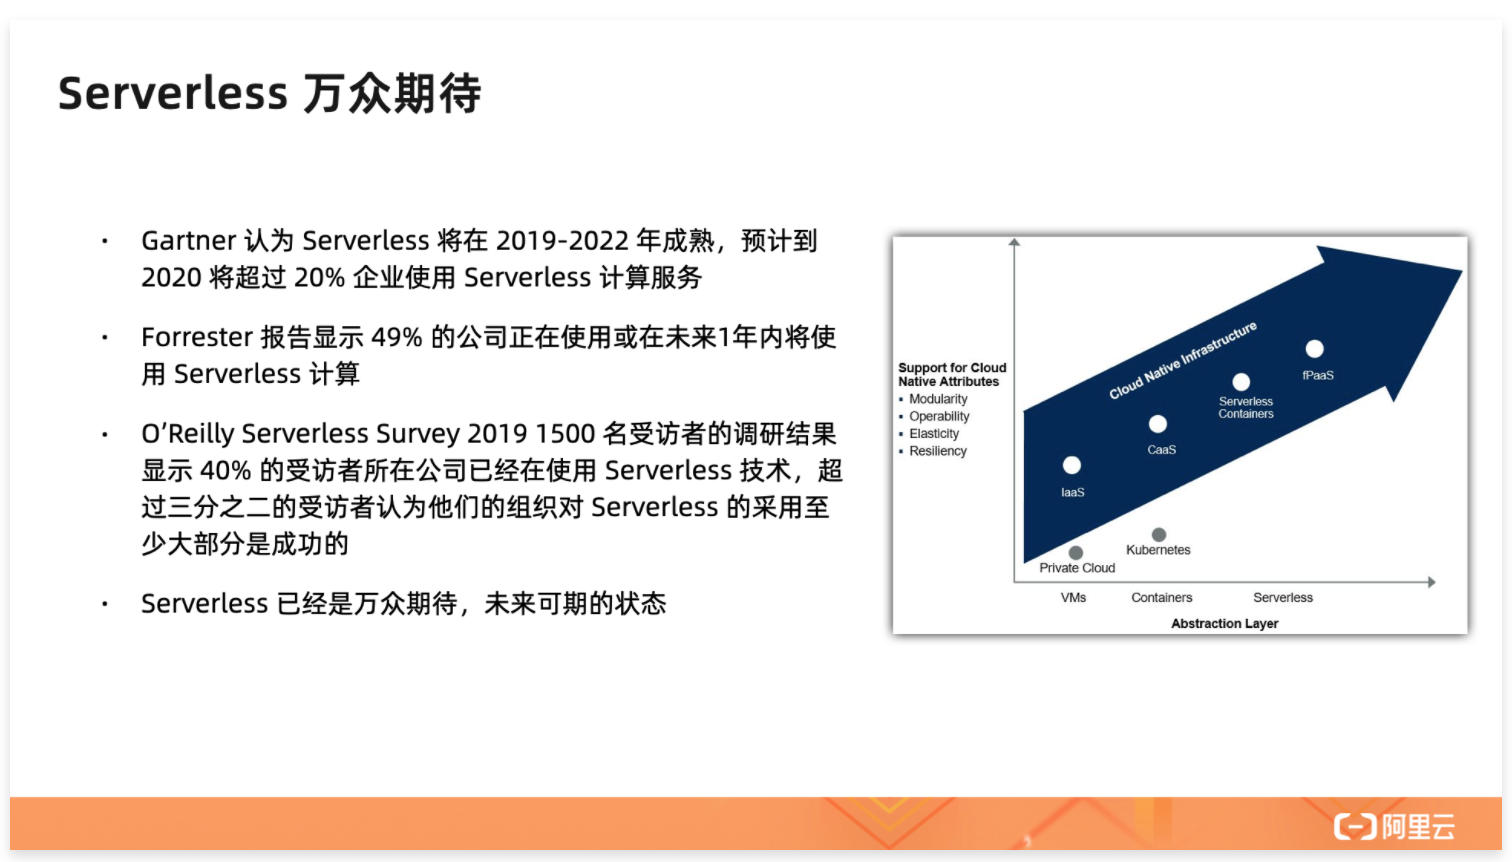 Serverless 万众期待
· Gartner 认为 Serverless 将在 2019-2022 年成熟，预计到
2020 将超过 20% 企业使用 Serverless 计算服务
· Forrester 报告显示 49% 的公司正在使用或在未来1年内将使
用 Serverless 计算
· O’Reilly Serverless Survey 2019 1500 名受访者的调研结果
显示 40% 的受访者所在公司已经在使用 Serverless 技术，超
过三分之二的受访者认为他们的组织对 Serverless 的采用至
少大部分是成功的
· Serverless 已经是万众期待，未来可期的状态
Support for Cloud
Native Attributes
▪ Modularity
▪ Operability
▪ Elasticity
▪ Resiliency
Cloud Native Infrastructure
fPaaS
Serverless
Containers
CaaS
IaaS
Kubernetes
Private Cloud
VMs
Containers
Serverless
Abstraction Layer
阿里云